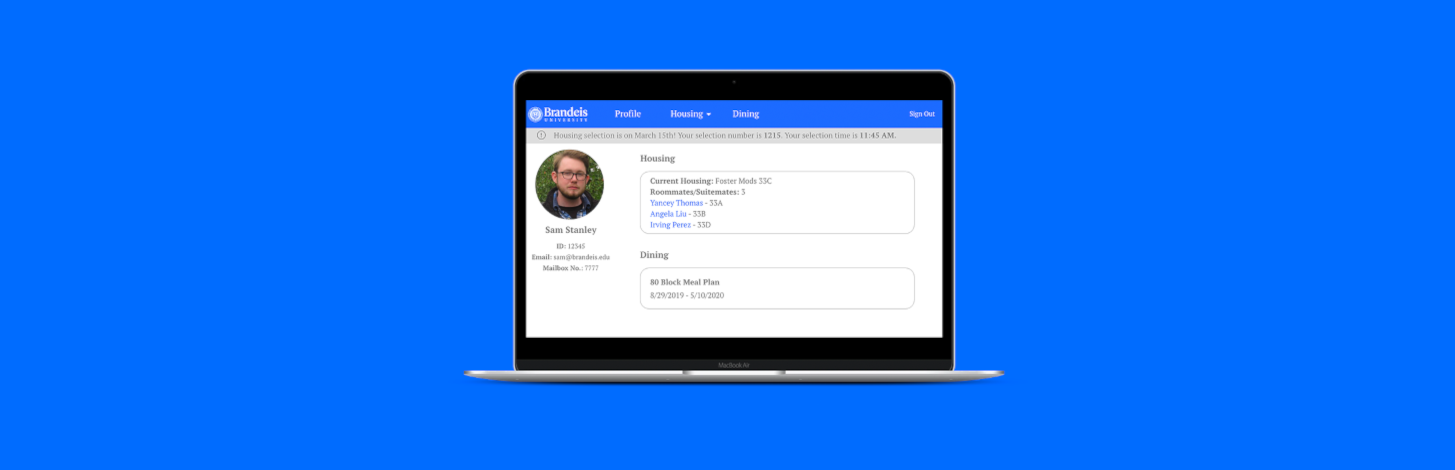 Brandeis
UNIVERSITY
Profile
Housing
Dining
Sign Out
Housing selection is on March 15th! Your selection number is 1215. Your selection time is 11:45 AM.
Sam Stanley
ID: 12345
Email: sam@brandeis.edu
Mailbox No.: 7777
Housing
Current Housing: Foster Mods 33C
Roommates/Suitemates: 3
Yancey Thomas - 33A
Angela Liu - 33B
Irving Perez - 33D
Dining
80 Block Meal Plan
8/29/2019 - 5/10/2020
MacBook Air